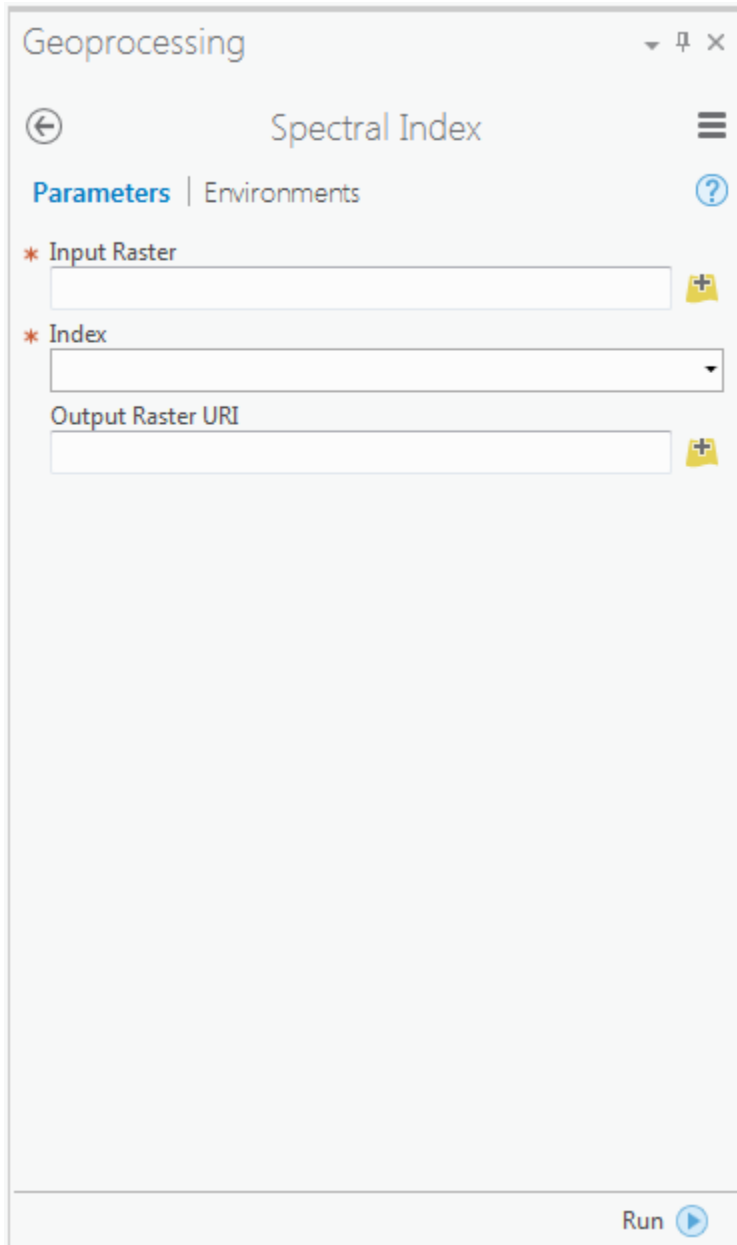 Geoprocessing
Spectral Index
Parameters | Environments
* Input Raster
* Index
Output Raster URI
Run